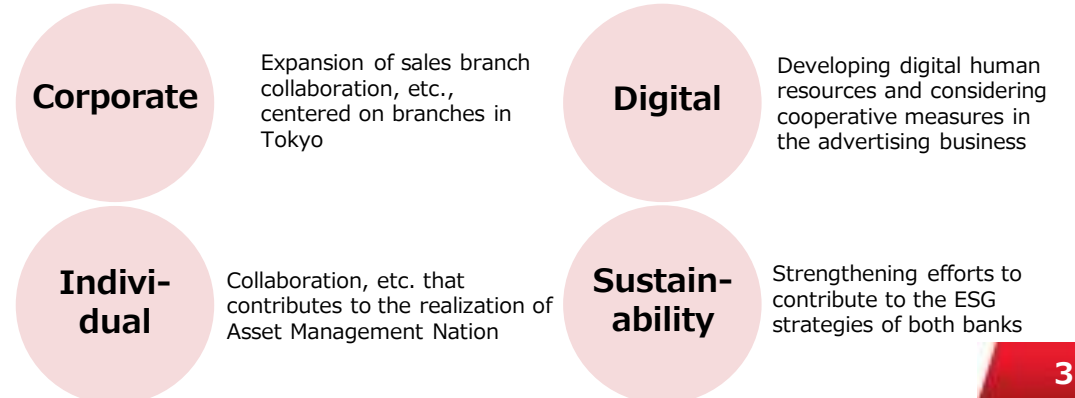 Corporate
Expansion of sales branch
collaboration, etc.,
centered on branches in
Tokyo
Digital
Developing digital human
resources and considering
cooperative measures in
the advertising business
Indivi-
dual
Collaboration, etc. that
contributes to the realization of
Asset Management Nation
Sustain-
ability
Strengthening efforts to
contribute to the ESG
strategies of both banks
3